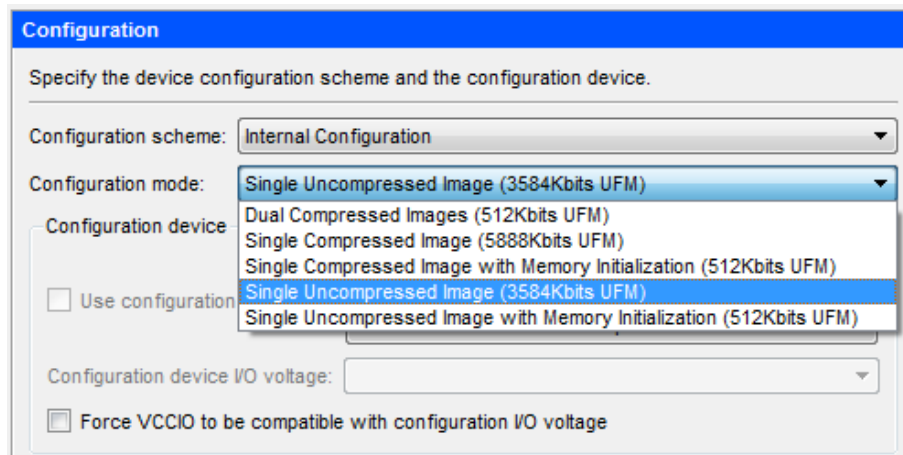 Configuration
Specify the device configuration scheme and the configuration device.
Configuration scheme: Internal Configuration
Configuration mode: Single Uncompressed Image (3584Kbits UFM)
Dual Compressed Images (512Kbits UFM)
Configuration device
Single Compressed Image (5888Kbits UFM)
Single Compressed Image with Memory Initialization (512Kbits UFM)
Use configuration Single Uncompressed Image (3584Kbits UFM)
Single Uncompressed Image with Memory Initialization (512Kbits UFM)
Configuration device I/O voltage:
Force VCCIO to be compatible with configuration I/O voltage